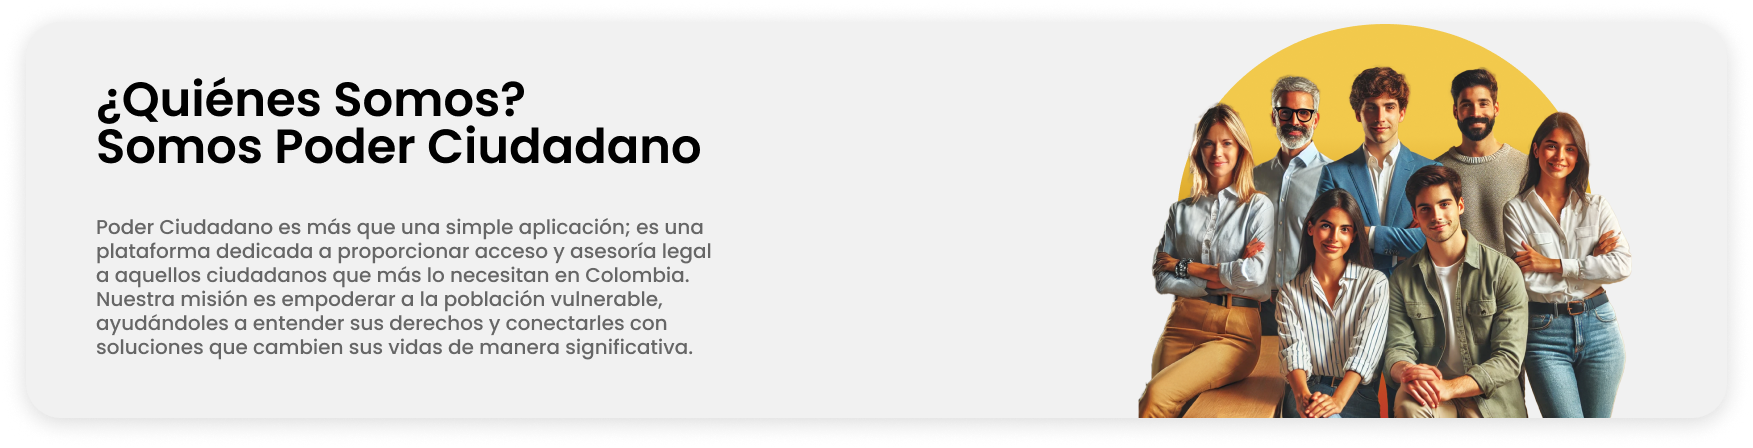 ¿Quiénes Somos?
Somos Poder Ciudadano
Poder Ciudadano es más que una simple aplicación; es una
plataforma dedicada a proporcionar acceso y asesoría legal
a aquellos ciudadanos que más lo necesitan en Colombia.
Nuestra misión es empoderar a la población vulnerable,
ayudándoles a entender sus derechos y conectarles con
soluciones que cambien sus vidas de manera significativa.